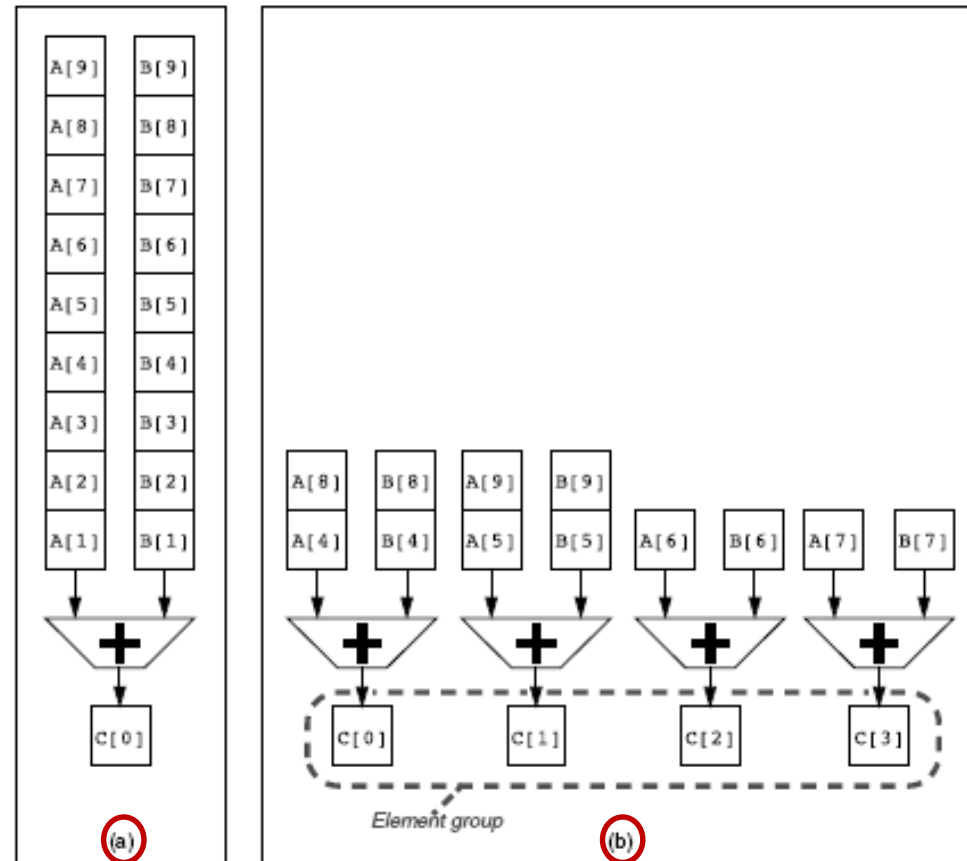 A[9] B[9]
A[8] B[8]
A[7] B[7]
A[6] B[6]
A[5] B[5]
A[4] B[4]
A[3] B[3]
A[2] B[2]
A[1] B[1]
+
C[0]
(a)
A[8] B[8] A[9] B[9]
A[4] B[4] A[5] B[5] A[6] B[6] A[7] B[7]
+ + + +
C[0] C[1] C[2] C[3]
Element group
(b)